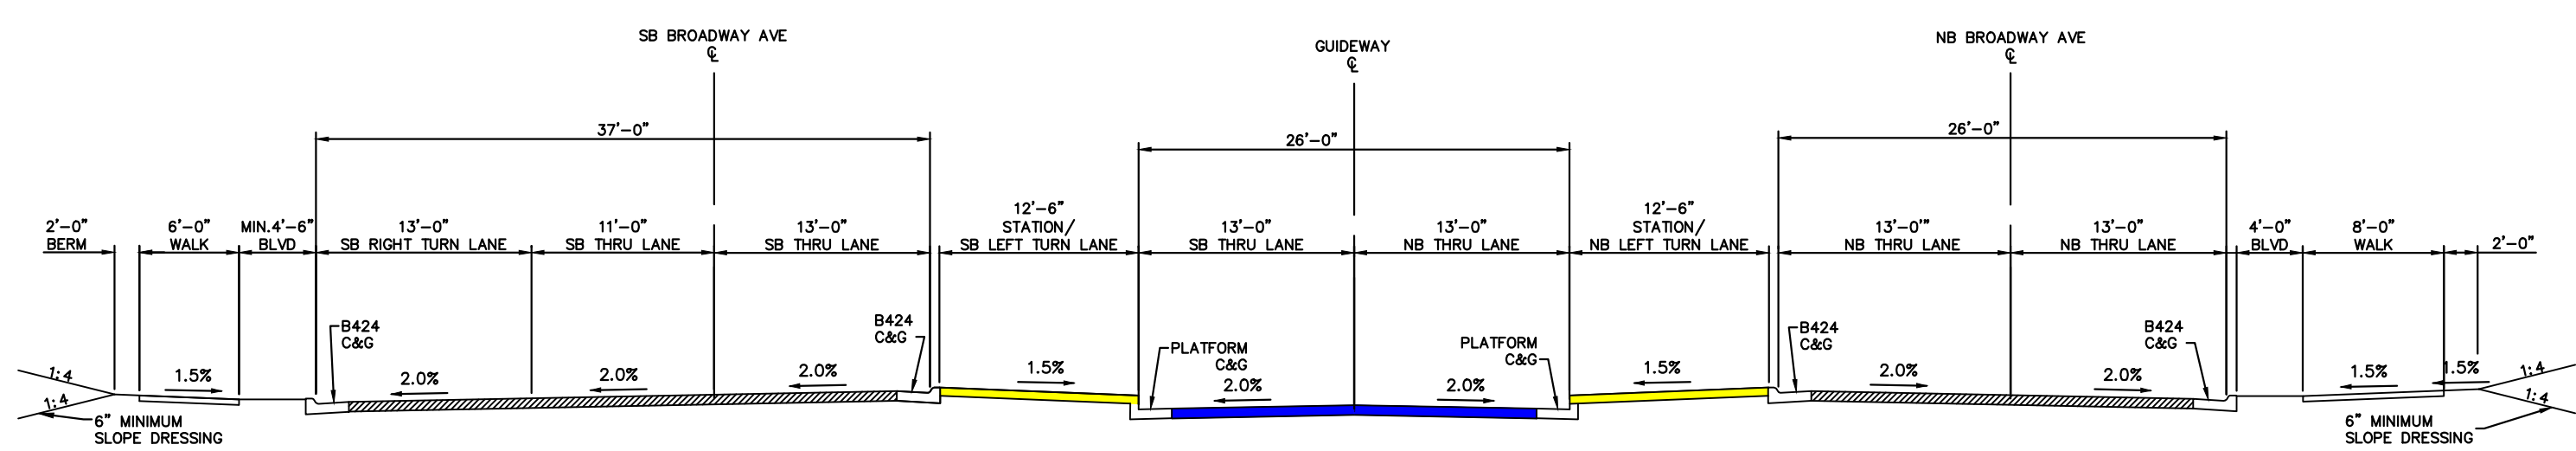 SB BROADWAY AVE
℄
GUIDEWAY
℄
NB BROADWAY AVE
℄
37'-0"
26'-0"
26'-0"
2'-0"
BERM
6'-0"
WALK
MIN.4'-6"
BLVD
13'-0"
SB RIGHT TURN LANE
11'-0"
SB THRU LANE
13'-0"
SB THRU LANE
12'-6"
STATION/
SB LEFT TURN LANE
13'-0"
SB THRU LANE
13'-0"
NB THRU LANE
12'-6"
STATION/
NB LEFT TURN LANE
13'-0'"
NB THRU LANE
13'-0"
NB THRU LANE
4'-0"
BLVD
8'-0"
WALK
2'-0"
B424
C&G
B424
C&G
PLATFORM
C&G
PLATFORM
C&G
B424
C&G
B424
C&G
1:4
1:4
1.5%
2.0%
2.0%
2.0%
1.5%
2.0%
2.0%
1.5%
2.0%
2.0%
1.5%
1.5%
1:4
1:4
6" MINIMUM
SLOPE DRESSING
6" MINIMUM
SLOPE DRESSING